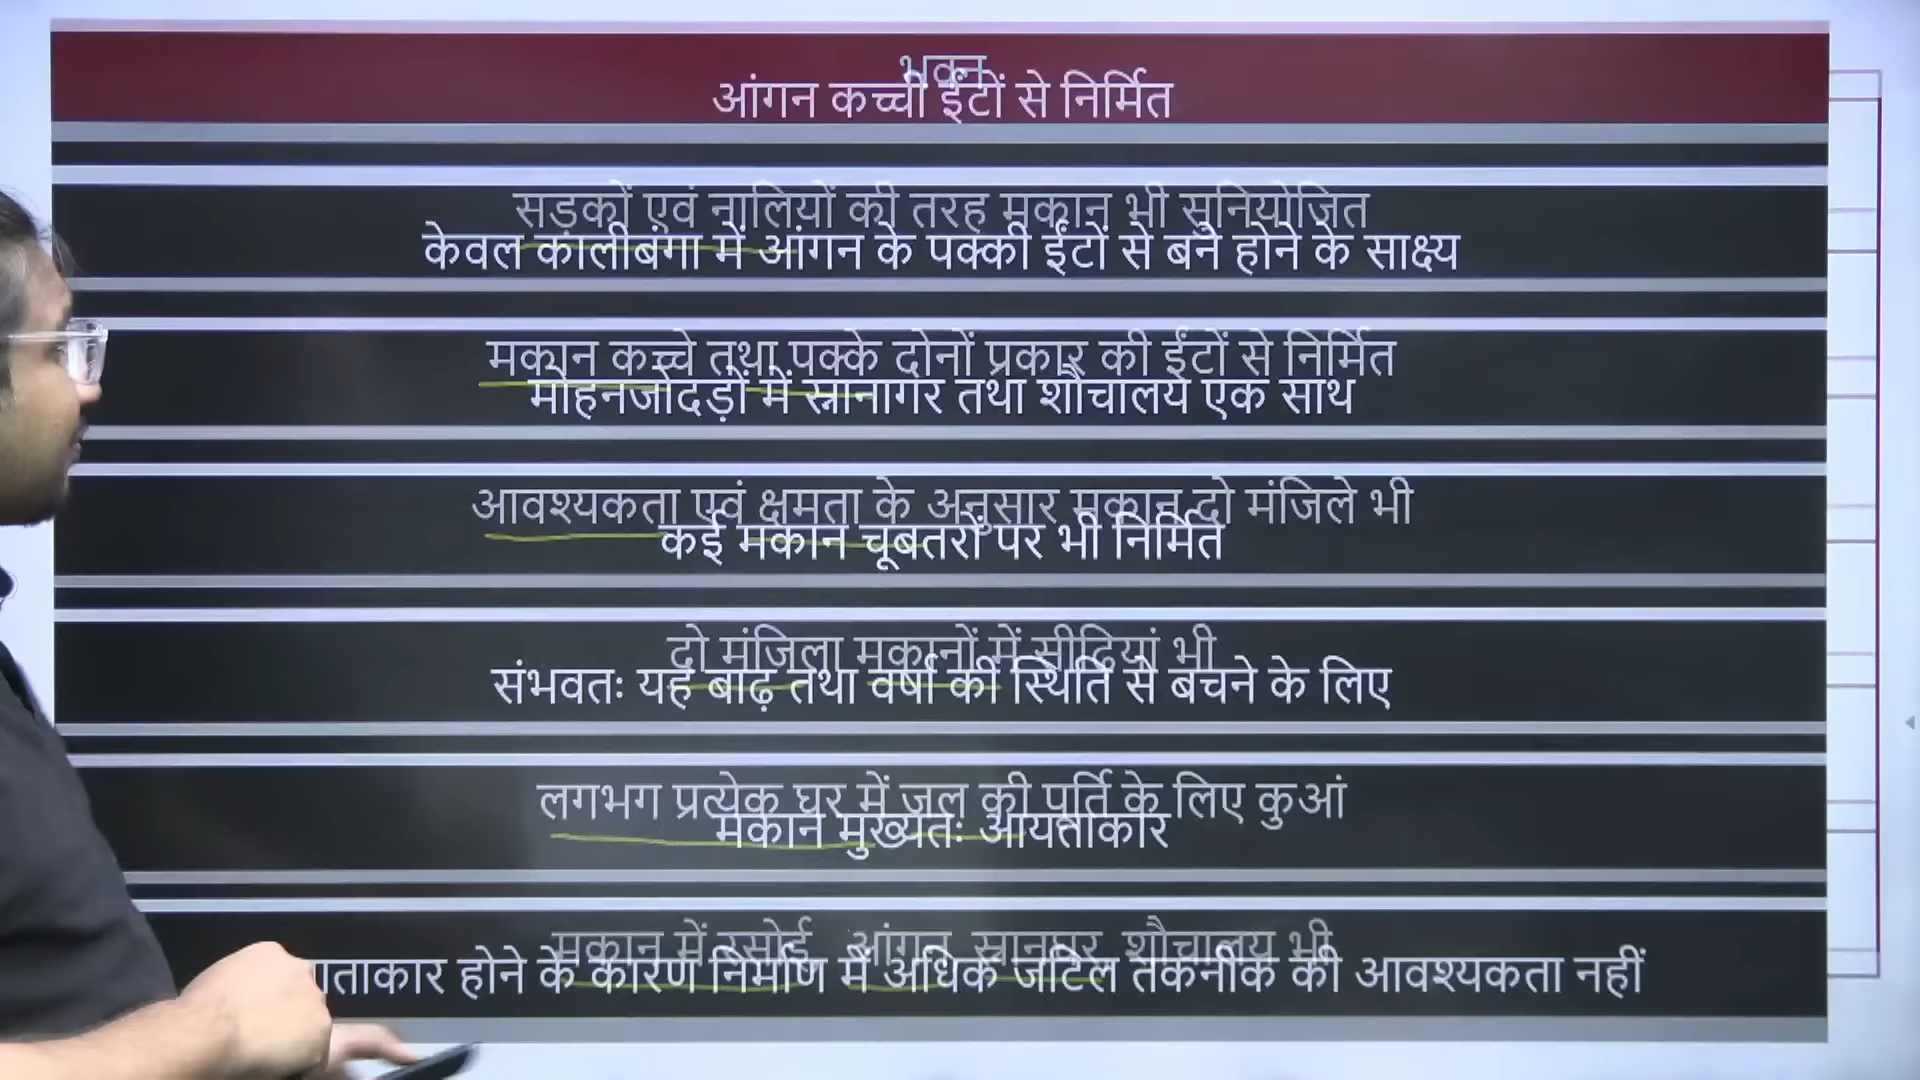 भवन
आंगन कच्ची ईंटों से निर्मित
सड़कों एवं नालियों की तरह मकान भी सुनियोजित
केवल कालीबंगा में आंगन के पक्की ईंटों से बने होने के साक्ष्य
मकान कच्चे तथा पक्के दोनों प्रकार की ईंटों से निर्मित
मोहनजोदड़ों में स्नानागर तथा शौचालय एक साथ
आवश्यकता एवं क्षमता के अनुसार मकान दो मंजिले भी
कई मकान चूबतरों पर भी निर्मित
दो मंजिला मकानों में सीढ़ियां भी
संभवतः यह बाढ़ तथा वर्षा की स्थिति से बचने के लिए
लगभग प्रत्येक घर में जल की पूर्ति के लिए कुआं
मकान मुख्यतः आयताकार
मकान में रसोई, आंगन, स्नानघर, शौचालय भी
होने के कारण निर्माण में अधिक जटिल तकनीक की आवश्यकता नहीं